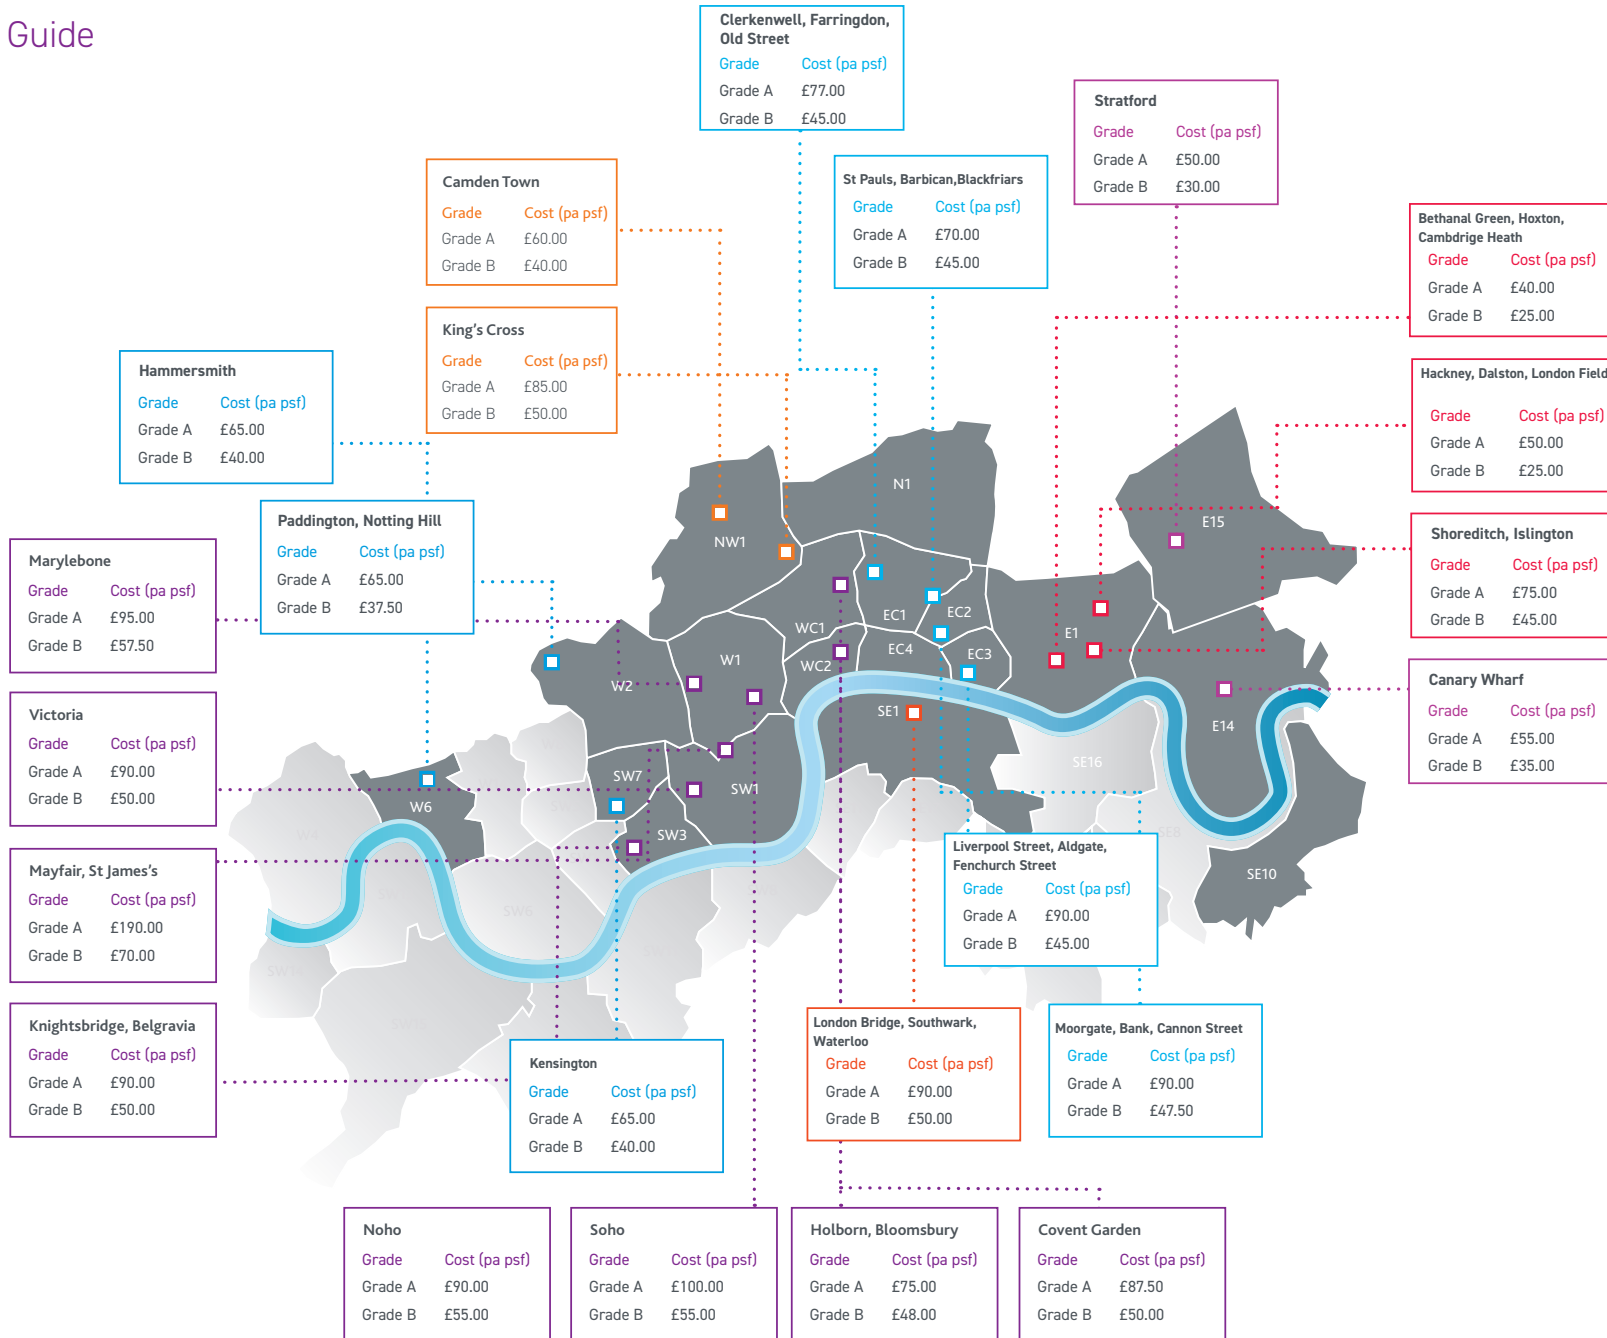 Guide
Clerkenwell, Farringdon,
Old Street
Grade Cost (pa psf)
Grade A £77.00
Grade B £45.00
Stratford
Grade Cost (pa psf)
Grade A £50.00
Grade B £30.00
Camden Town
Grade Cost (pa psf)
Grade A £60.00
Grade B £40.00
St Pauls, Barbican,Blackfriars
Grade Cost (pa psf)
Grade A £70.00
Grade B £45.00
Bethanal Green, Hoxton,
Cambdrige Heath
Grade Cost (pa psf)
Grade A £40.00
Grade B £25.00
King's Cross
Grade Cost (pa psf)
Grade A £85.00
Grade B £50.00
Hammersmith
Grade Cost (pa psf)
Grade A £65.00
Grade B £40.00
Hackney, Dalston, London Field
Grade Cost (pa psf)
Grade A £50.00
Grade B £25.00
Paddington, Notting Hill
Grade Cost (pa psf)
Grade A £65.00
Grade B £37.50
Shoreditch, Islington
Grade Cost (pa psf)
Grade A £75.00
Grade B £45.00
Marylebone
Grade Cost (pa psf)
Grade A £95.00
Grade B £57.50
Canary Wharf
Grade Cost (pa psf)
Grade A £55.00
Grade B £35.00
Victoria
Grade Cost (pa psf)
Grade A £90.00
Grade B £50.00
Mayfair, St James's
Grade Cost (pa psf)
Grade A £190.00
Grade B £70.00
Liverpool Street, Aldgate,
Fenchurch Street
Grade Cost (pa psf)
Grade A £90.00
Grade B £45.00
Knightsbridge, Belgravia
Grade Cost (pa psf)
Grade A £90.00
Grade B £50.00
Kensington
Grade Cost (pa psf)
Grade A £65.00
Grade B £40.00
London Bridge, Southwark,
Waterloo
Grade Cost (pa psf)
Grade A £90.00
Grade B £50.00
Moorgate, Bank, Cannon Street
Grade Cost (pa psf)
Grade A £90.00
Grade B £47.50
Noho
Grade Cost (pa psf)
Grade A £90.00
Grade B £55.00
Soho
Grade Cost (pa psf)
Grade A £100.00
Grade B £55.00
Holborn, Bloomsbury
Grade Cost (pa psf)
Grade A £75.00
Grade B £48.00
Covent Garden
Grade Cost (pa psf)
Grade A £87.50
Grade B £50.00
N1
E15
NW1
EC1
EC2
WC1
E1
EC4
EC3
W1
WC2
W2
SE1
E14
SE16
SW7
SW1
W6
SW3
W4
SE8
SE10
SW6